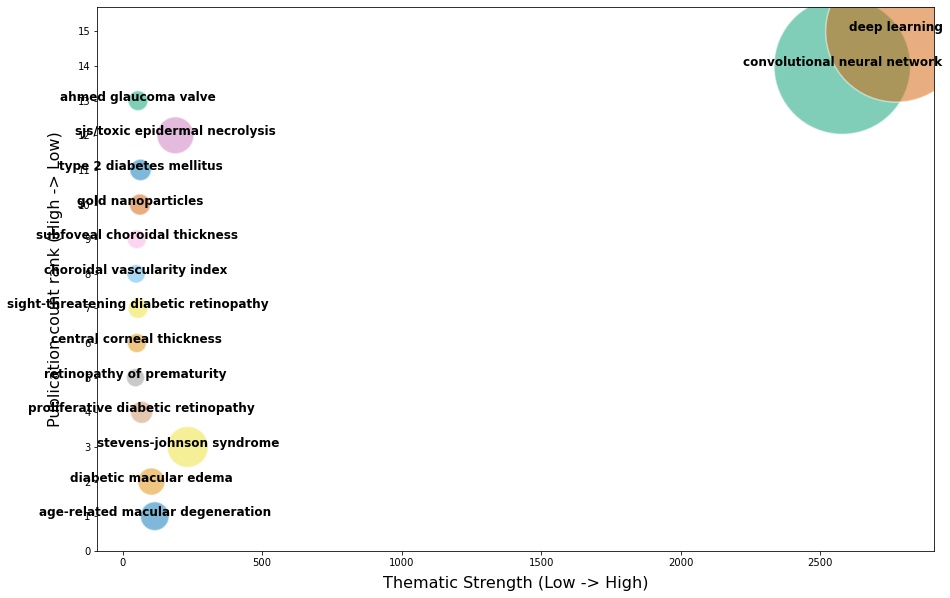 15
deep learning
14
convolutional neural network
13
ahmed glaucoma valve
12
sjs/toxic epidermal necrolysis
11
type 2 diabetes mellitus
10
gold nanoparticles
9
subfoveal choroidal thickness
8
choroidal vascularity index
7
sight-threatening diabetic retinopathy
6
central corneal thickness
5
retinopathy of prematurity
4
proliferative diabetic retinopathy
3
stevens-johnson syndrome
2
diabetic macular edema
1
age-related macular degeneration
0
Publication count rank (High -> Low)
0 500 1000 1500 2000 2500
Thematic Strength (Low -> High)